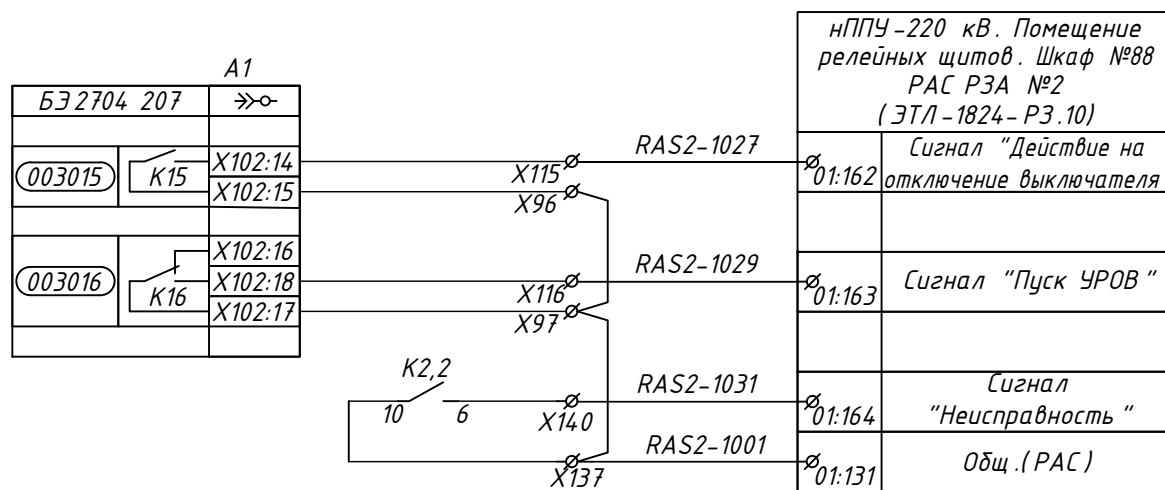 нППУ-220 кВ. Помещение
релейных щитов. Шкаф №88
РАС РЗА №2
(ЭТЛ-1824-РЗ.10)
А1
БЭ2704 207
003015
К15
X102:14
X102:15
X115
X96
RAS2-1027
01:162
Сигнал "Действие на
отключение выключателя
003016
К16
X102:16
X102:18
X102:17
X116
X97
RAS2-1029
01:163
Сигнал "Пуск УРОВ"
К2,2
10
6
X140
RAS2-1031
01:164
Сигнал
"Неисправность"
X137
RAS2-1001
01:131
Общ.(РАС)